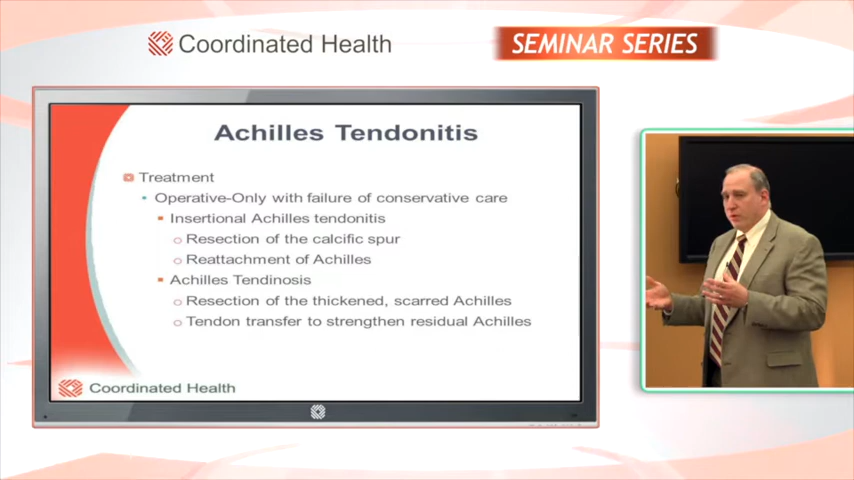 Coordinated Health
SEMINAR SERIES
Achilles Tendonitis
Treatment
Operative-Only with failure of conservative care
Insertional Achilles tendonitis
Resection of the calcific spur
Reattachment of Achilles
Achilles Tendinosis
Resection of the thickened, scarred Achilles
Tendon transfer to strengthen residual Achilles
Coordinated Health